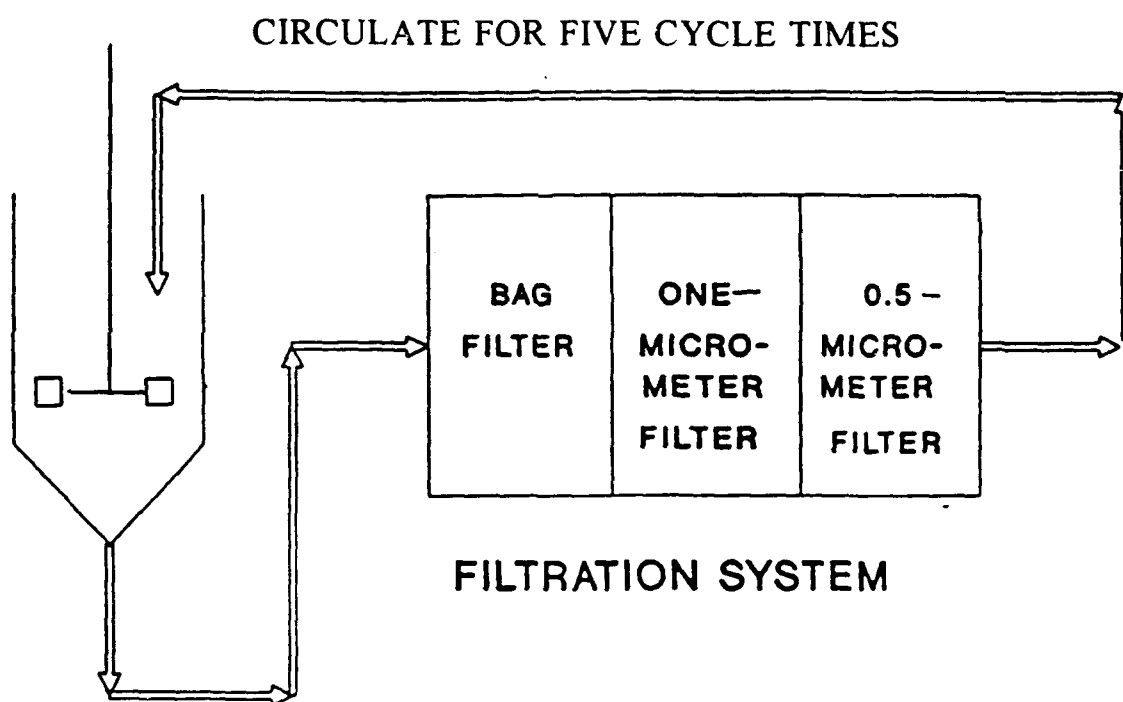 CIRCULATE FOR FIVE CYCLE TIMES
BAG
FILTER
ONE—
MICRO-
METER
FILTER
0.5 –
MICRO-
METER
FILTER
FILTRATION SYSTEM